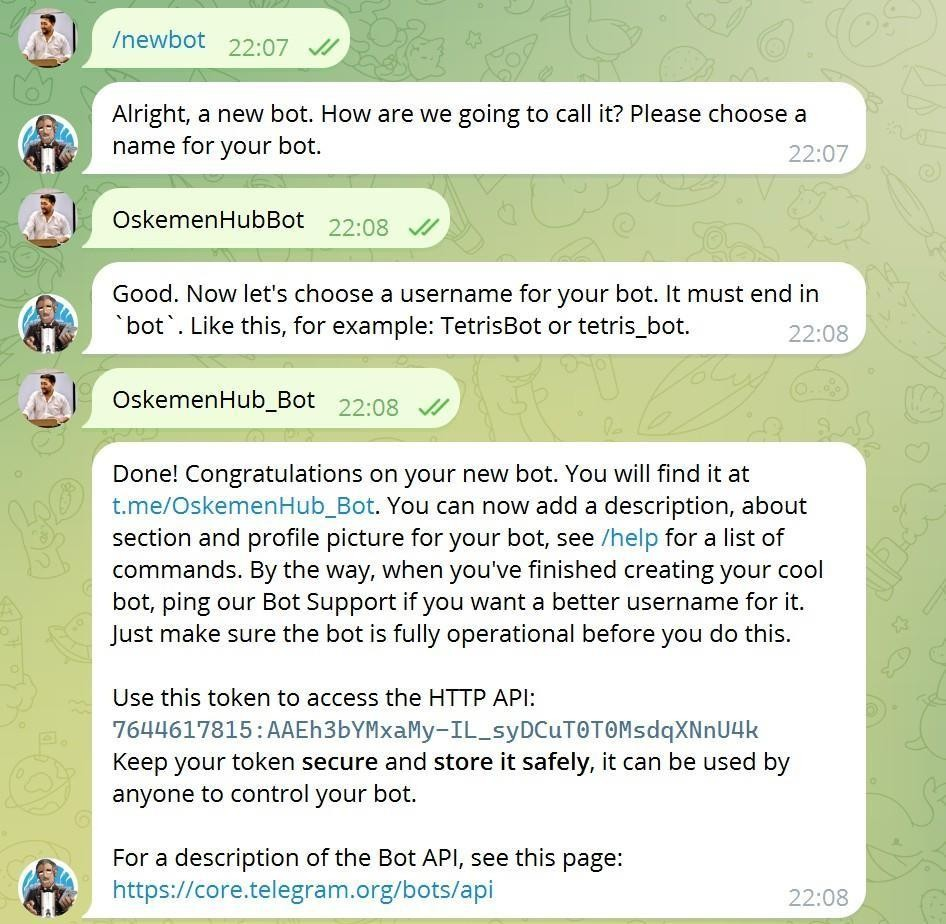 /newbot 22:07
Alright, a new bot. How are we going to call it? Please choose a
name for your bot. 22:07
OskemenHubBot 22:08
Good. Now let's choose a username for your bot. It must end in
`bot`. Like this, for example: TetrisBot or tetris_bot. 22:08
OskemenHub_Bot 22:08
Done! Congratulations on your new bot. You will find it at
t.me/OskemenHub_Bot. You can now add a description, about
section and profile picture for your bot, see /help for a list of
commands. By the way, when you've finished creating your cool
bot, ping our Bot Support if you want a better username for it.
Just make sure the bot is fully operational before you do this.
Use this token to access the HTTP API:
7644617815:AAEh3bYMxaMy-IL_syDCuT0T0MsdqXNnU4k
Keep your token secure and store it safely, it can be used by
anyone to control your bot.
For a description of the Bot API, see this page:
https://core.telegram.org/bots/api 22:08